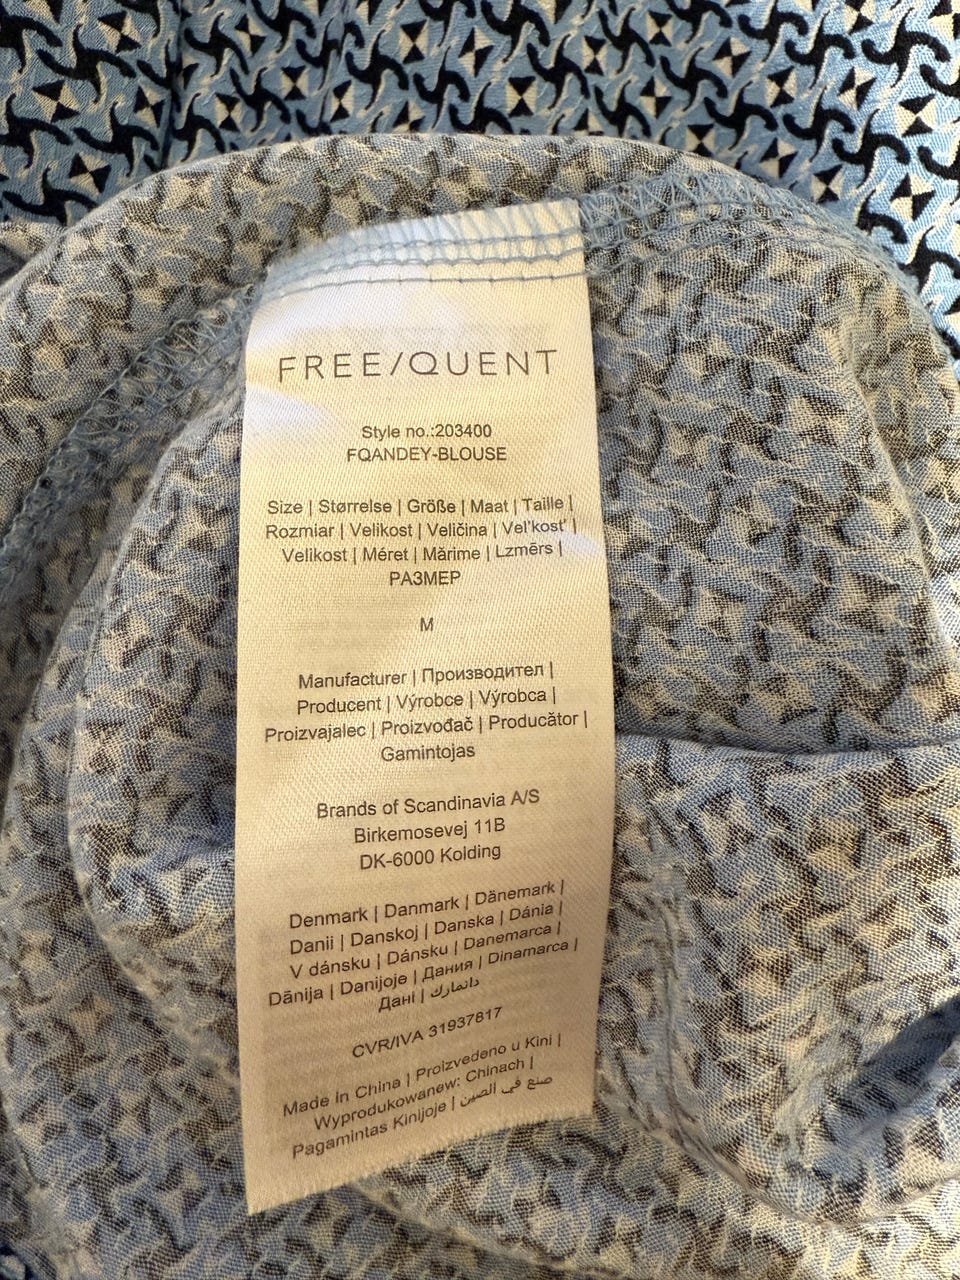 FREE/QUENT
Style no.:203400
FQANDEY-BLOUSE
Size | Størrelse | Größe | Maat | Taille |
Rozmiar | Velikost | Veličina | Vel'kost' |
Velikost | Méret | Mărime | Lzmērs |
РАЗМЕР
M
Manufacturer | Производител |
Producent | Výrobce | Výrobca |
Proizvajalec | Proizvođač | Producător |
Gamintojas
Brands of Scandinavia A/S
Birkemosevej 11B
DK-6000 Kolding
Denmark | Danmark | Dänemark |
Danii | Danskoj | Danska | Dánia |
V dánsku | Dánsku | Danemarca |
Dānija | Danijoje | Дания | Dinamarca |
Дані | دانمارك
CVR/IVA 31937817
Made In China | Proizvedeno u Kini |
Wyprodukowanew: Chinach |
Pagamintas Kinijoje | صنع في الصين